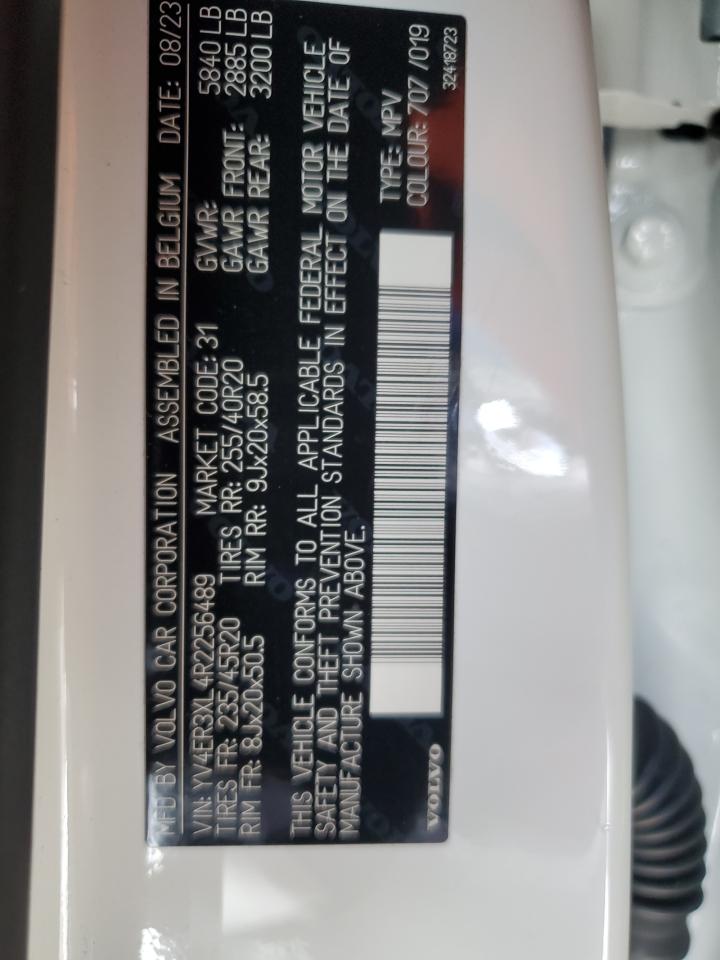 MFD BY VOLVO CAR CORPORATION ASSEMBLED IN BELGIUM DATE: 08/23
VIN: YV4ER3XL4R2256489 MARKET CODE: 31 GVWR: 5840 LB
TIRES FR: 235/45R20 TIRES RR: 255/40R20 GAWR FRONT: 2885 LB
RIM FR: 8Jx20x50.5 RIM RR: 9Jx20x58.5 GAWR REAR: 3200 LB
THIS VEHICLE CONFORMS TO ALL APPLICABLE FEDERAL MOTOR VEHICLE
SAFETY AND THEFT PREVENTION STANDARDS IN EFFECT ON THE DATE OF
MANUFACTURE SHOWN ABOVE.
TYPE: MPV
COLOUR: 707 /019
VOLVO 32418723